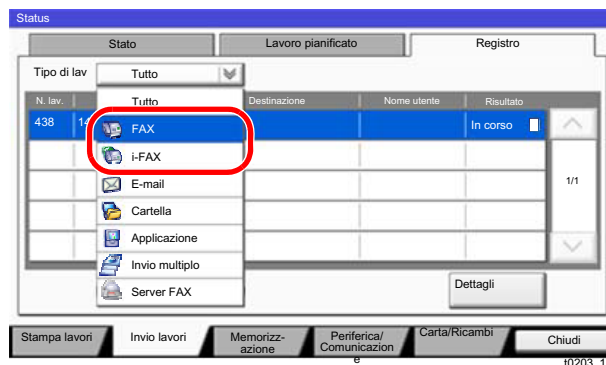 Status
Stato Lavoro pianificato Registro
Tipo di lav Tutto
N. lav. Tutto Destinazione Nome utente Risultato
438 14 FAX In corso
i-FAX
E-mail 1/1
Cartella
Applicazione
Invio multiplo
Server FAX Dettagli
Stampa lavori Invio lavori Memorizz-
azione Periferica/
Comunicazion
e Carta/Ricambi Chiudi
t0203_1